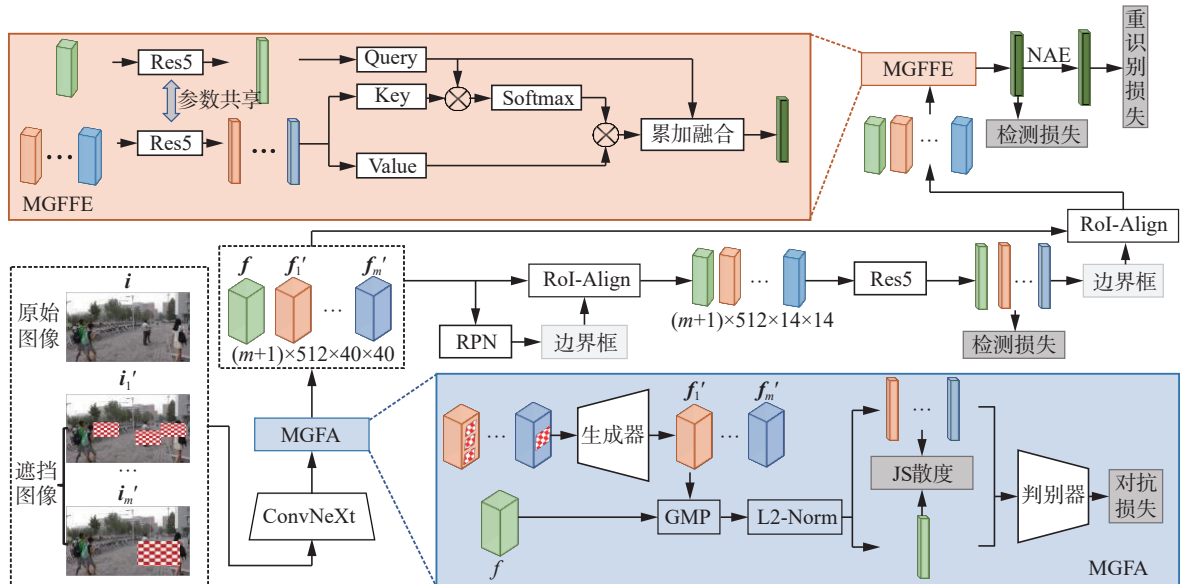 Res5
Query
Key
Softmax
参数共享
Res5
Value
累加融合
MGFFE
MGFFE
NAE
重识别损失
检测损失
RoI-Align
原始
图像
i
遮挡
图像
i₁′
…
iₘ′
f f₁′ … fₘ′
(m+1)×512×40×40
RoI-Align
RPN
边界框
(m+1)×512×14×14
Res5
检测损失
边界框
MGFA
ConvNeXt
生成器
f₁′ … fₘ′
f
GMP
L2-Norm
JS散度
判别器
对抗
损失
MGFA